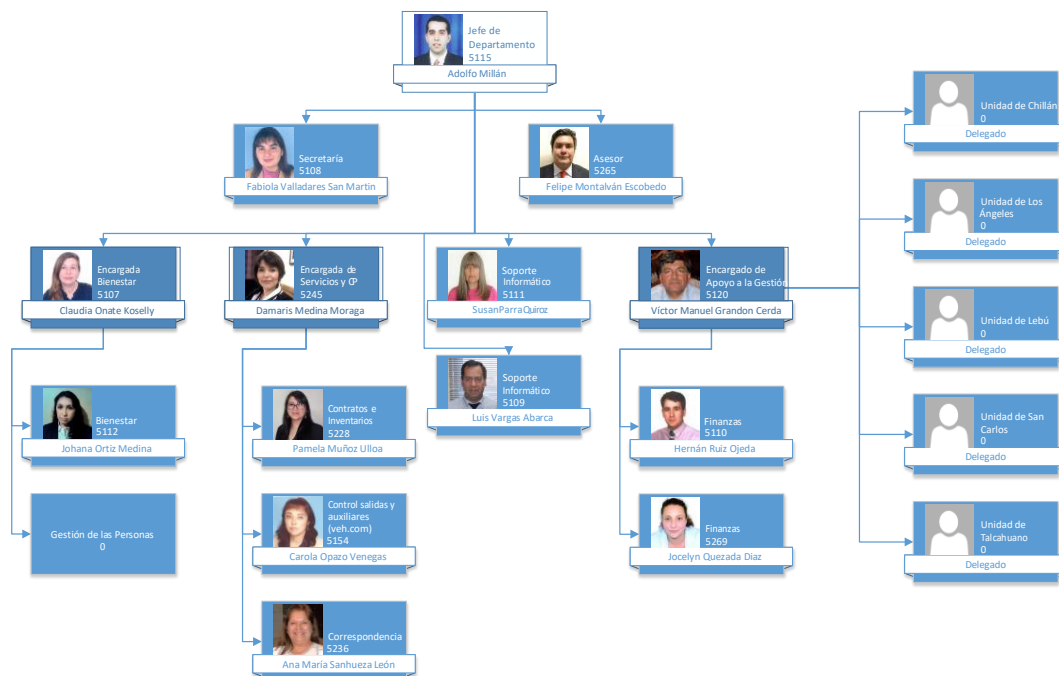 Jefe de
Departamento
5115
Adolfo Millán
Secretaría
5108
Fabiola Valladares San Martin
Asesor
5265
Felipe Montalván Escobedo
Encargada
Bienestar
5107
Claudia Onate Koselly
Encargada de
Servicios y CP
5245
Damaris Medina Moraga
Soporte
Informático
5111
Susan Parra Quiroz
Encargado de
Apoyo a la Gestión
5120
Víctor Manuel Grandon Cerda
Soporte
Informático
5109
Luis Vargas Abarca
Bienestar
5112
Johana Ortiz Medina
Gestión de las Personas
0
Contratos e
Inventarios
5228
Pamela Muñoz Ulloa
Control salidas y
auxiliares
(veh.com)
5154
Carola Opazo Venegas
Correspondencia
5236
Ana María Sanhueza León
Finanzas
5110
Hernán Ruiz Ojeda
Finanzas
5269
Jocelyn Quezada Díaz
Unidad de Chillán
0
Delegado
Unidad de Los
Ángeles
0
Delegado
Unidad de Lebú
0
Delegado
Unidad de San
Carlos
0
Delegado
Unidad de
Talcahuano
0
Delegado